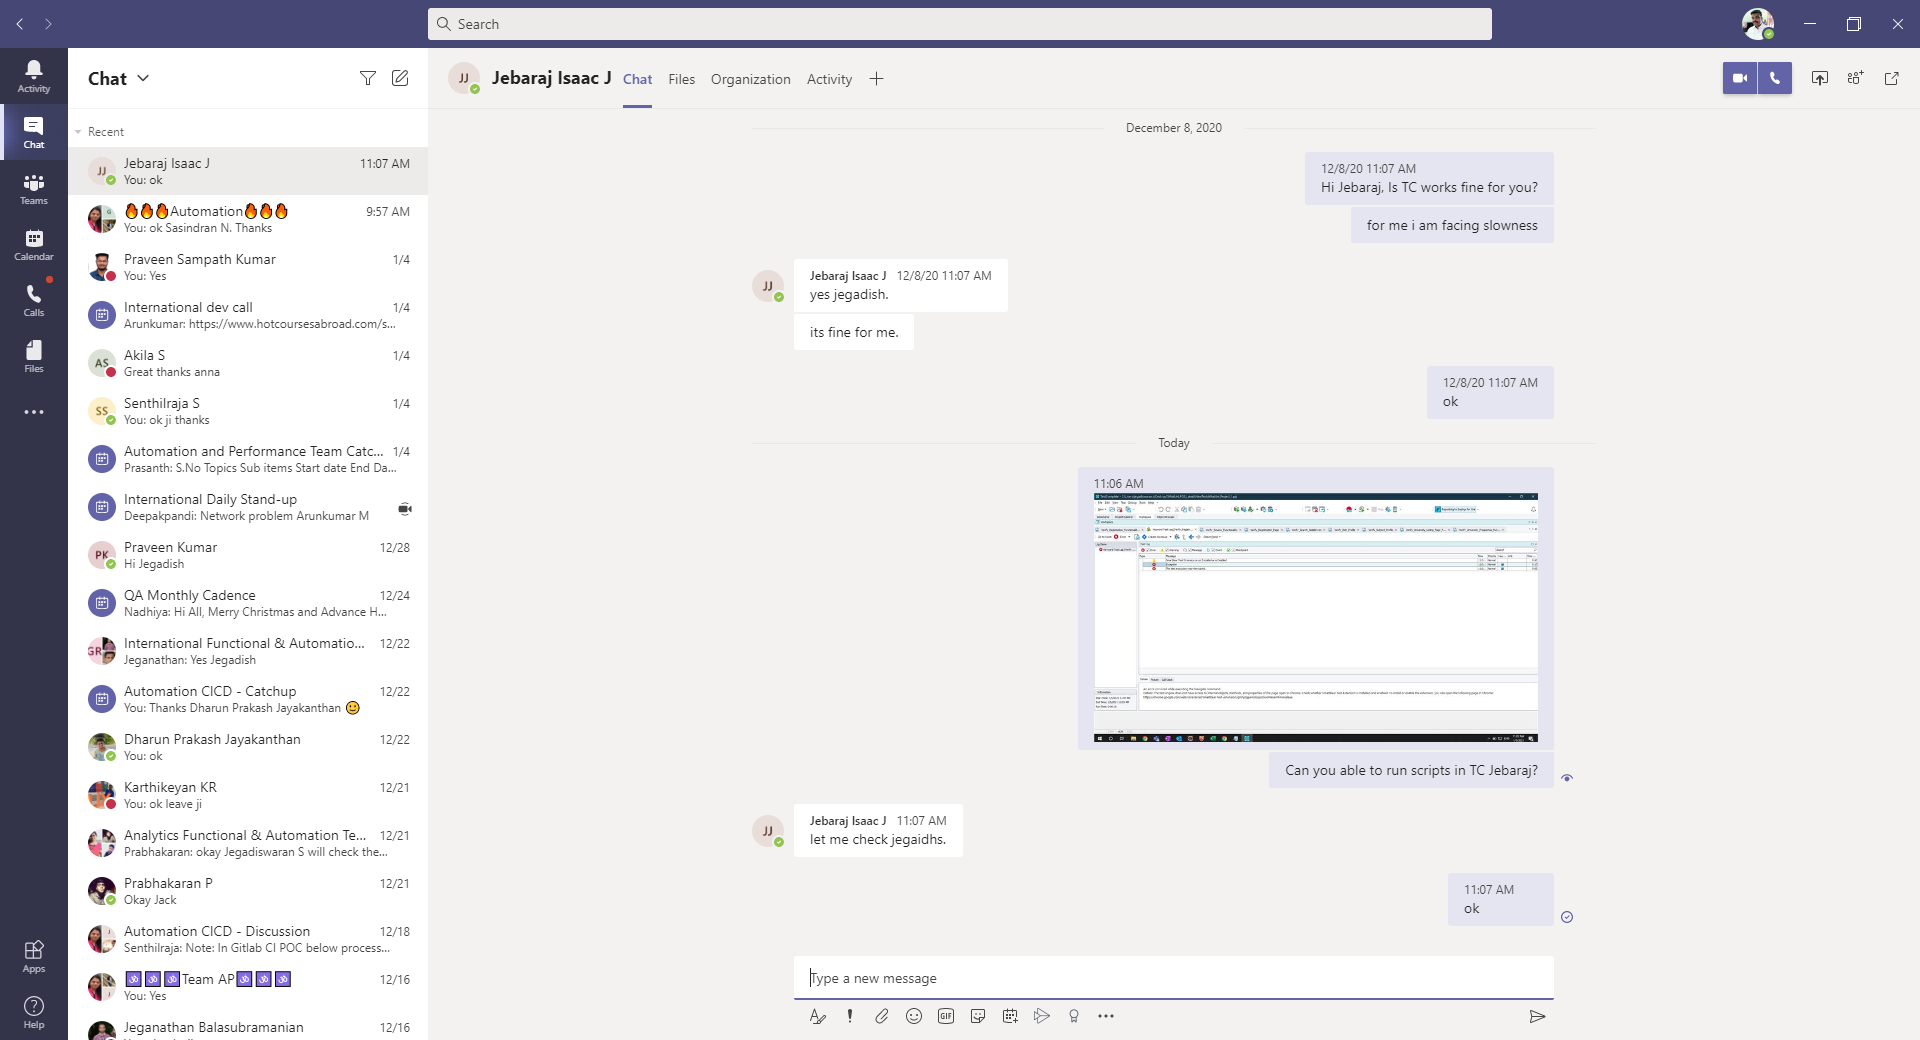 Search
Activity
Chat
Teams
Calendar
Calls
Files
Apps
Help
Chat
Recent
Jebaraj Isaac J 11:07 AM
You: ok
🔥🔥🔥Automation🔥🔥🔥 9:57 AM
You: ok Sasindran N. Thanks
Praveen Sampath Kumar 1/4
You: Yes
International dev call 1/4
Arunkumar: https://www.hotcoursesabroad.com/s...
AS
Akila S 1/4
Great thanks anna
SS
Senthilraja S 1/4
You: ok ji thanks
Automation and Performance Team Catc... 1/4
Prasanth: S.No Topics Sub items Start date End Da...
International Daily Stand-up
Deepakpandi: Network problem Arunkumar M
PK
Praveen Kumar 12/28
Hi Jegadish
QA Monthly Cadence 12/24
Nadhiya: Hi All, Merry Christmas and Advance H...
GR
International Functional & Automatio... 12/22
Jeganathan: Yes Jegadish
Automation CICD - Catchup 12/22
You: Thanks Dharun Prakash Jayakanthan 🙂
Dharun Prakash Jayakanthan 12/22
You: ok
Karthikeyan KR 12/21
You: ok leave ji
Analytics Functional & Automation Te... 12/21
Prabhakaran: okay Jegadiswaran S will check the...
Prabhakaran P 12/21
Okay Jack
Automation CICD - Discussion 12/18
Senthilraja: Note: In Gitlab CI POC below process...
🕉🕉🕉Team AP🕉🕉🕉 12/16
You: Yes
Jeganathan Balasubramanian 12/16
JJ
Jebaraj Isaac J Chat Files Organization Activity
December 8, 2020
12/8/20 11:07 AM
Hi Jebaraj, Is TC works fine for you?
for me i am facing slowness
JJ
Jebaraj Isaac J 12/8/20 11:07 AM
yes jegadish.
its fine for me.
12/8/20 11:07 AM
ok
Today
11:06 AM
Can you able to run scripts in TC Jebaraj?
JJ
Jebaraj Isaac J 11:07 AM
let me check jegaidhs.
11:07 AM
ok
Type a new message
GIF